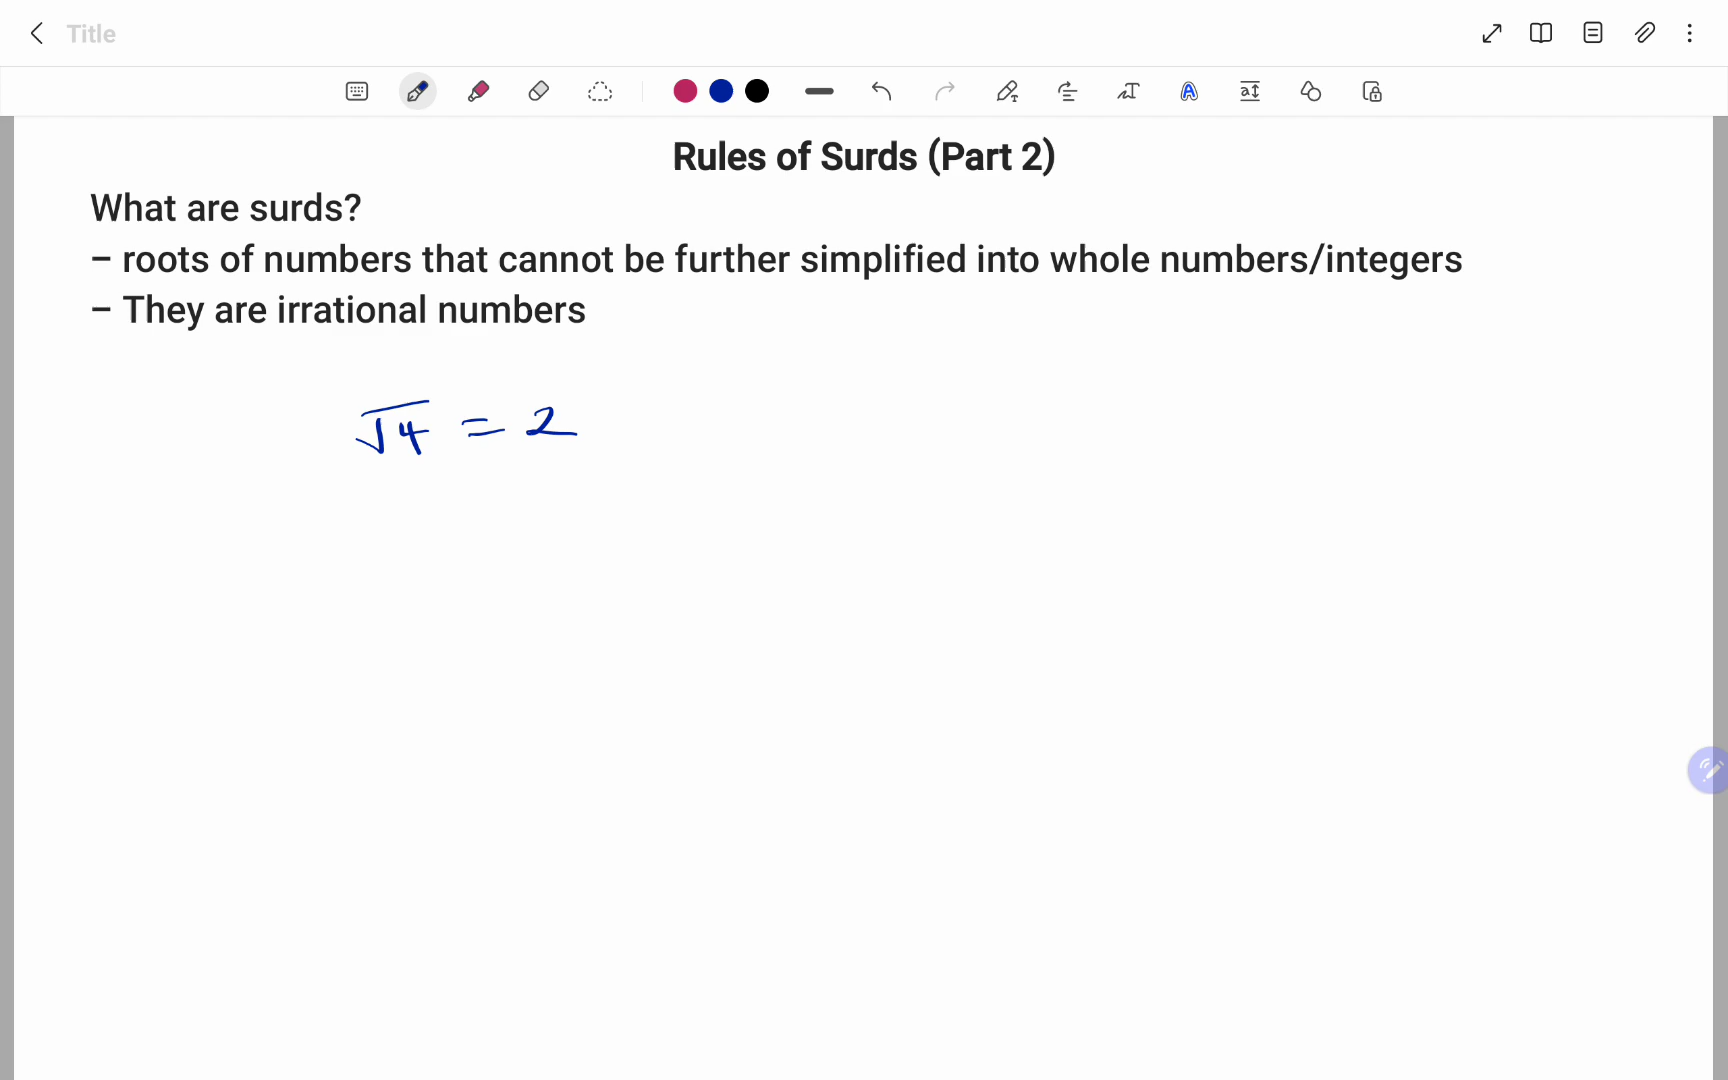 Title
Rules of Surds (Part 2)
What are surds?
– roots of numbers that cannot be further simplified into whole numbers/integers
– They are irrational numbers
√4 = 2